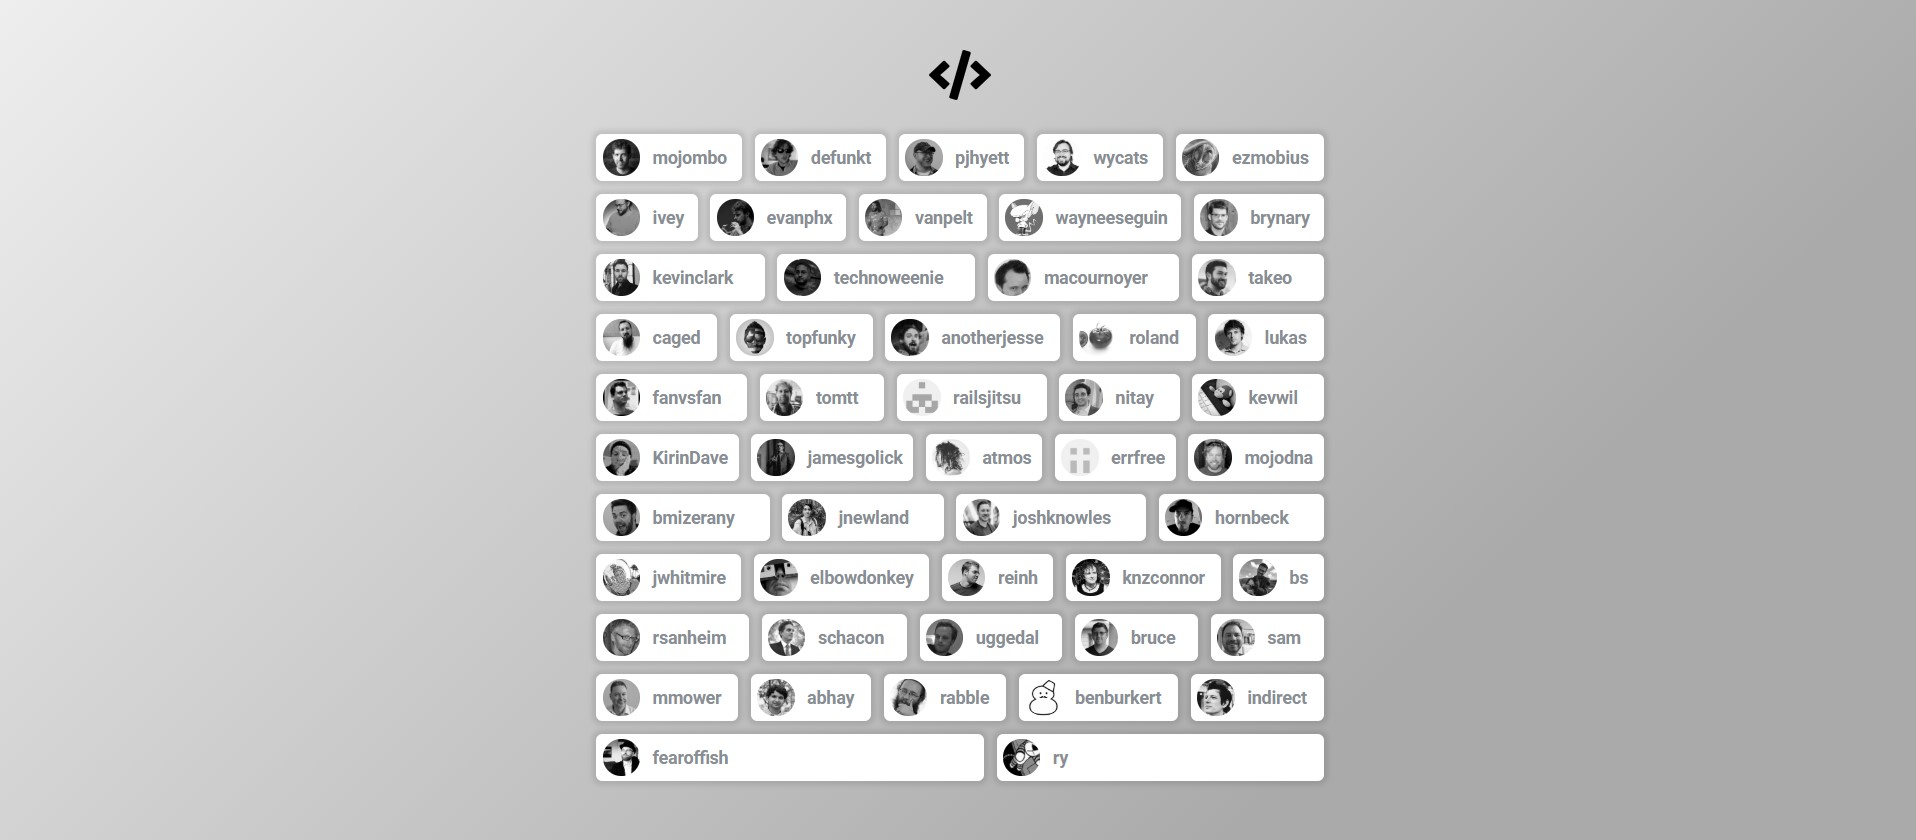 </>
mojombo defunkt pjhyett wycats ezmobius
ivey evanphx vanpelt wayneeseguin brynary
kevinclark technoweenie macournoyer takeo
caged topfunky anotherjesse roland lukas
fanvsfan tomtt railsjitsu nitay kevwil
KirinDave jamesgolick atmos errfree mojodna
bmizerany jnewland joshknowles hornbeck
jwhitmire elbowdonkey reinh knzconnor bs
rsanheim schacon uggedal bruce sam
mmower abhay rabble benburkert indirect
fearoffish ry